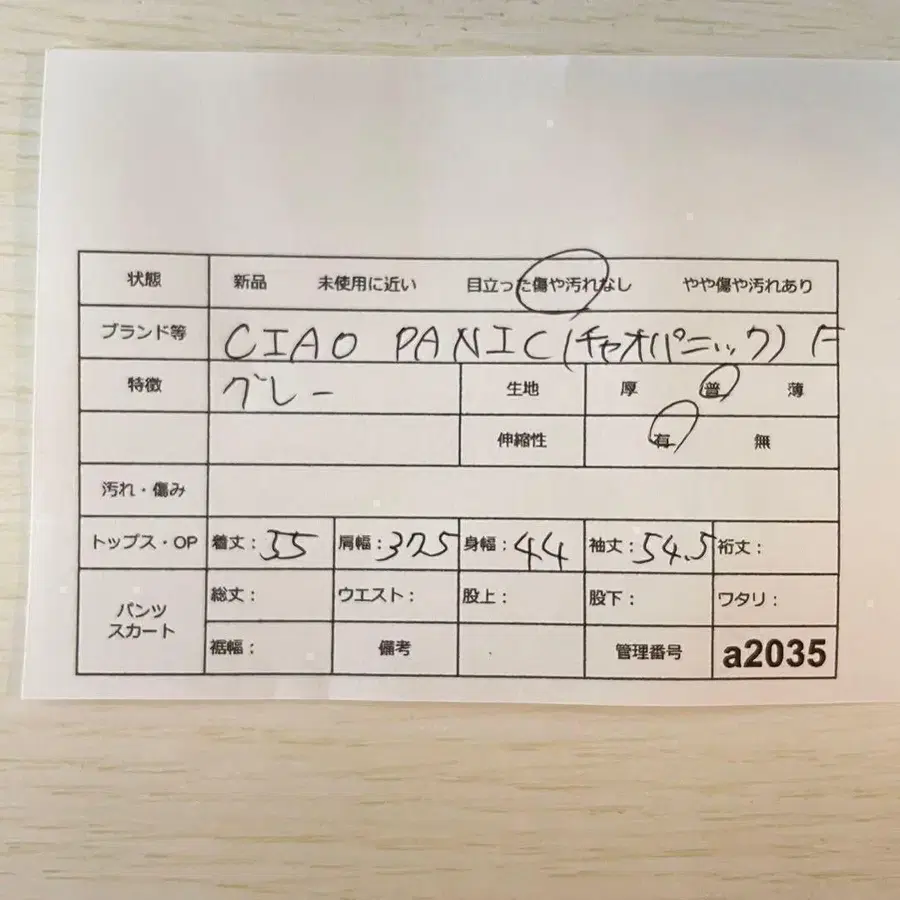 状態 新品 未使用に近い 目立った傷や汚れなし やや傷や汚れあり
ブランド等 CIAO PANIC(チャオパニック) F
特徴 グレー 生地 厚 普 薄
伸縮性 有 無
汚れ・傷み
トップス・OP 着丈: 55 肩幅: 37.5 身幅: 44 袖丈: 54.5 裄丈:
パンツ スカート 総丈: ウエスト: 股上: 股下: ワタリ:
裾幅: 備考 管理番号 a2035